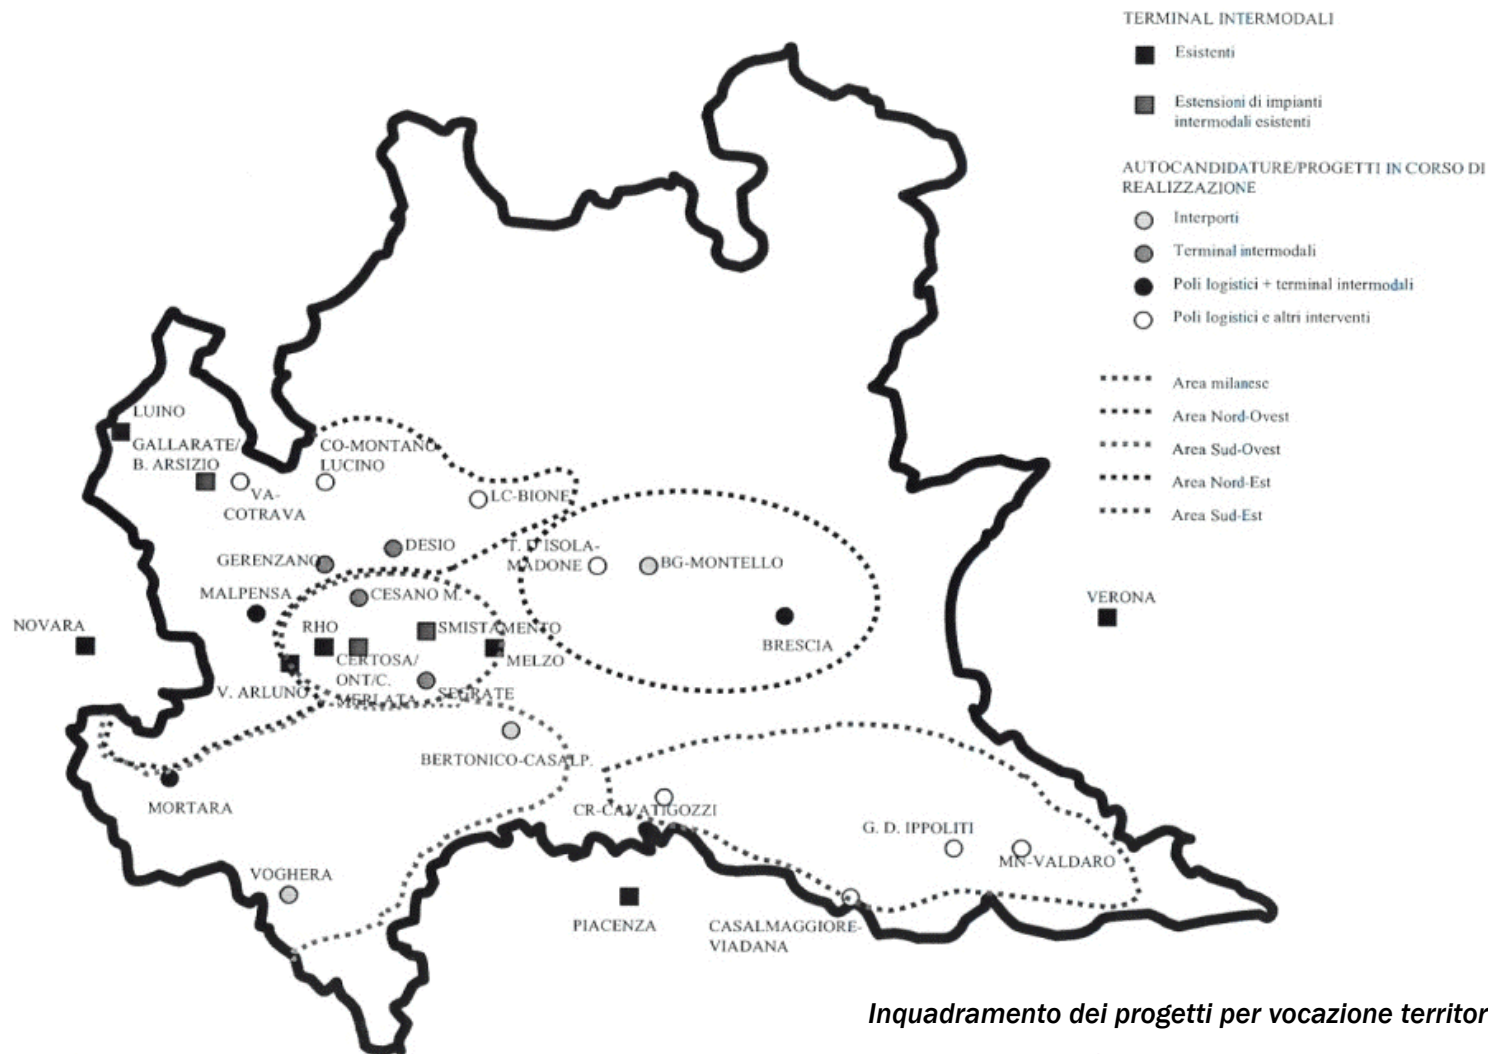 TERMINAL INTERMODALI
Esistenti
Estensioni di impianti
intermodali esistenti
AUTOCANDIDATURE/PROGETTI IN CORSO DI
REALIZZAZIONE
Interporti
Terminal intermodali
Poli logistici + terminal intermodali
Poli logistici e altri interventi
Area milanese
Area Nord-Ovest
Area Sud-Ovest
Area Nord-Est
Area Sud-Est
LUINO
GALLARATE/
B. ARSIZIO
VA-
COTRAVA
CO-MONTANO
LUCINO
LC-BIONE
GERENZANO
DESIO
T. D'ISOLA-
MADONE
BG-MONTELLO
MALPENSA
CESANO M.
NOVARA
RHO
SMISTAMENTO
BRESCIA
VERONA
CERTOSA/
ONT/C.
MERLATA
MELZO
V. ARLUNO
SEGRATE
BERTONICO-CASALP.
MORTARA
CR-CAVATIGOZZI
G. D. IPPOLITI
MN-VALDARO
VOGHERA
PIACENZA
CASALMAGGIORE-
VIADANA
Inquadramento dei progetti per vocazione territor